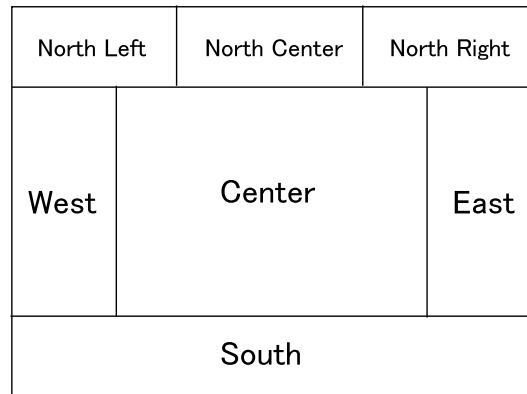 North Left
North Center
North Right
West
Center
East
South